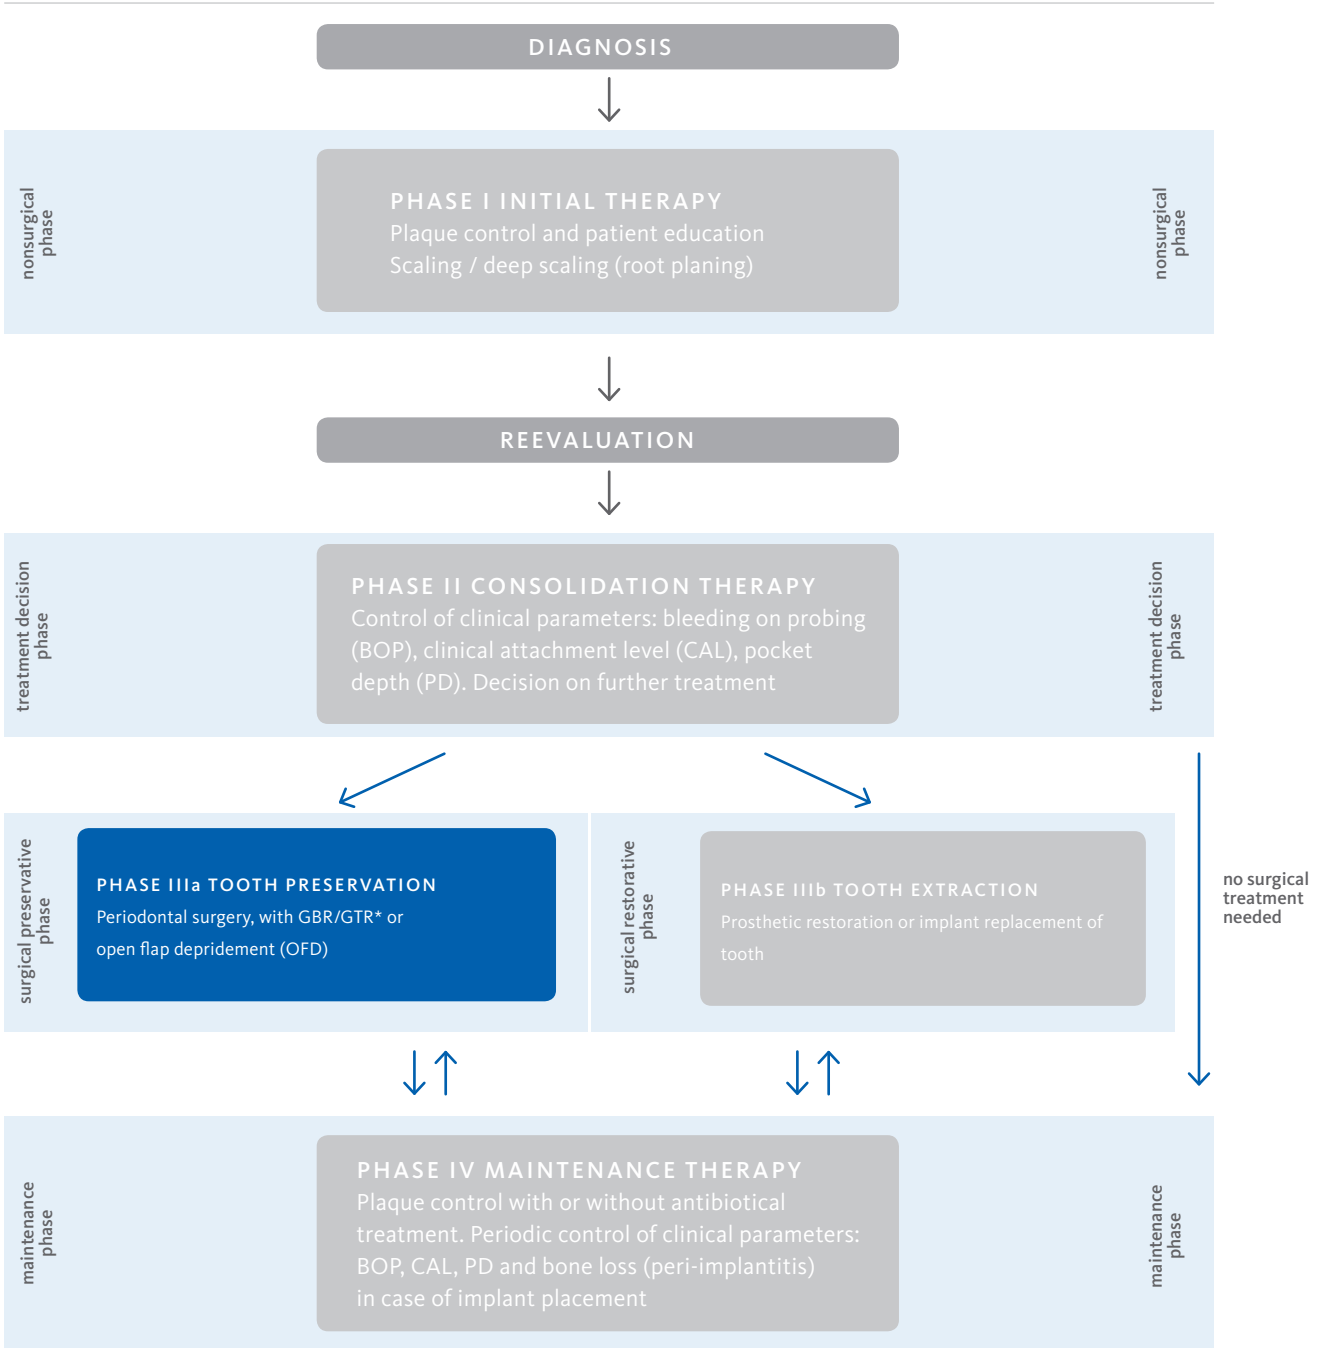 DIAGNOSIS
nonsurgical
phase
PHASE I INITIAL THERAPY
Plaque control and patient education
Scaling / deep scaling (root planing)
nonsurgical
phase
REEVALUATION
treatment decision
phase
PHASE II CONSOLIDATION THERAPY
Control of clinical parameters: bleeding on probing
(BOP), clinical attachment level (CAL), pocket
depth (PD). Decision on further treatment
treatment decision
phase
surgical preservative
phase
PHASE IIIa TOOTH PRESERVATION
Periodontal surgery, with GBR/GTR* or
open flap depridement (OFD)
surgical restorative
phase
PHASE IIIb TOOTH EXTRACTION
Prosthetic restoration or implant replacement of
tooth
no surgical
treatment
needed
maintenance
phase
PHASE IV MAINTENANCE THERAPY
Plaque control with or without antibiotical
treatment. Periodic control of clinical parameters:
BOP, CAL, PD and bone loss (peri-implantitis)
in case of implant placement
maintenance
phase